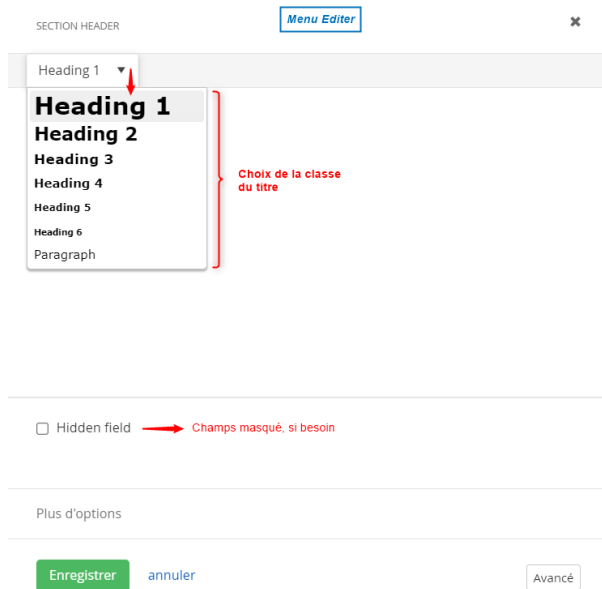 SECTION HEADER
Menu Editer
✖
Heading 1 ▼
Heading 1
Heading 2
Heading 3
Heading 4
Heading 5
Heading 6
Paragraph
Choix de la classe
du titre
Hidden field
Champs masqué, si besoin
Plus d'options
Enregistrer
annuler
Avancé